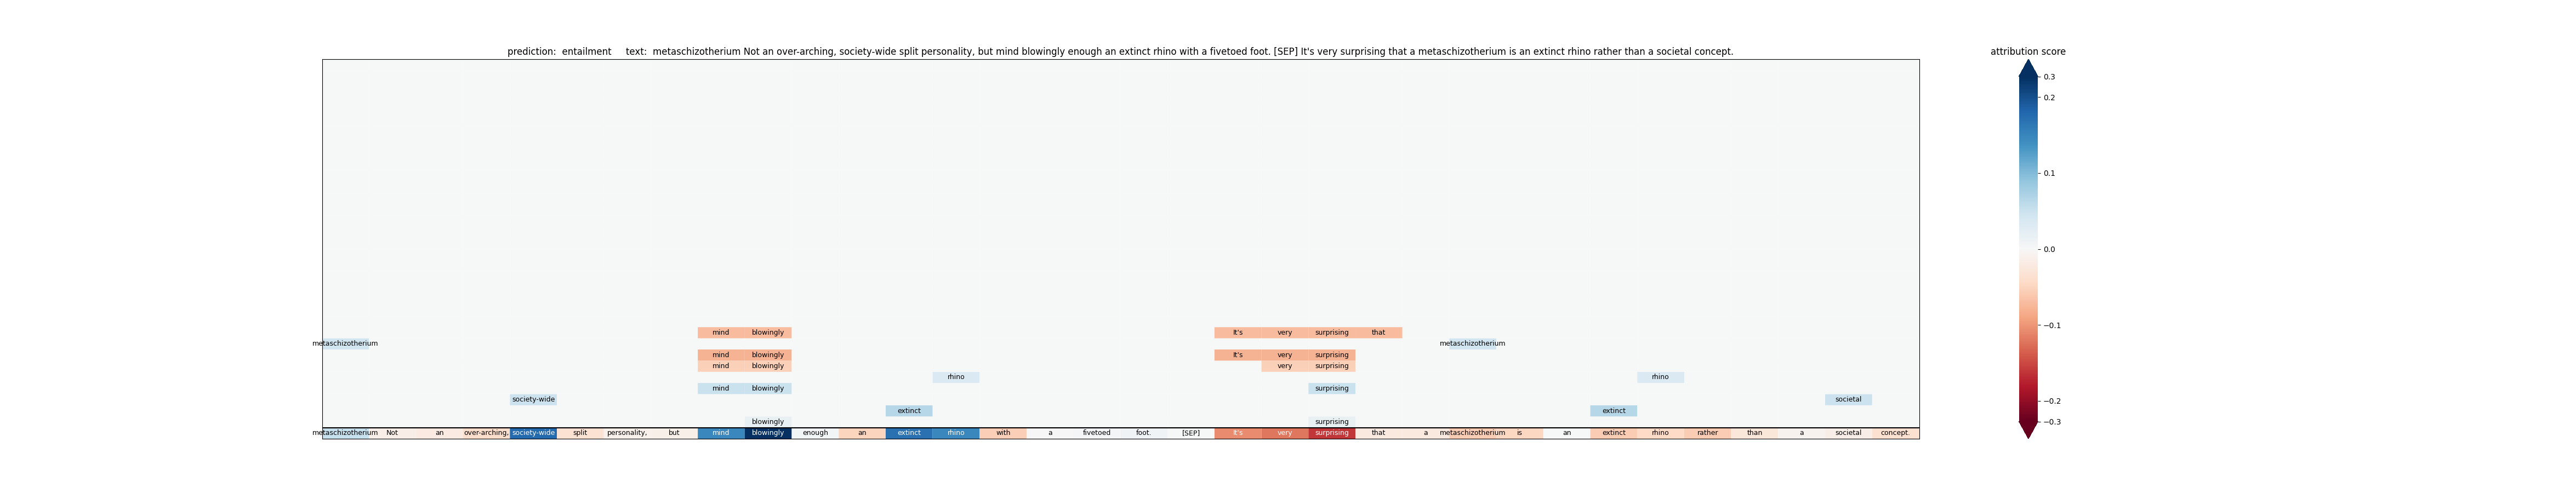 prediction:  entailment     text:  metaschizotherium Not an over-arching, society-wide split personality, but mind blowingly enough an extinct rhino with a fivetoed foot. [SEP] It's very surprising that a metaschizotherium is an extinct rhino rather than a societal concept.
mind blowingly It's very surprising that
metaschizotherium metaschizotherium
mind blowingly It's very surprising
mind blowingly very surprising
rhino rhino
mind blowingly surprising
society-wide societal
extinct extinct
blowingly surprising
metaschizotherium Not an over-arching, society-wide split personality, but mind blowingly enough an extinct rhino with a fivetoed foot. [SEP] It's very surprising that a metaschizotherium is an extinct rhino rather than a societal concept.
attribution score
0.3
0.2
0.1
0.0
−0.1
−0.2
−0.3